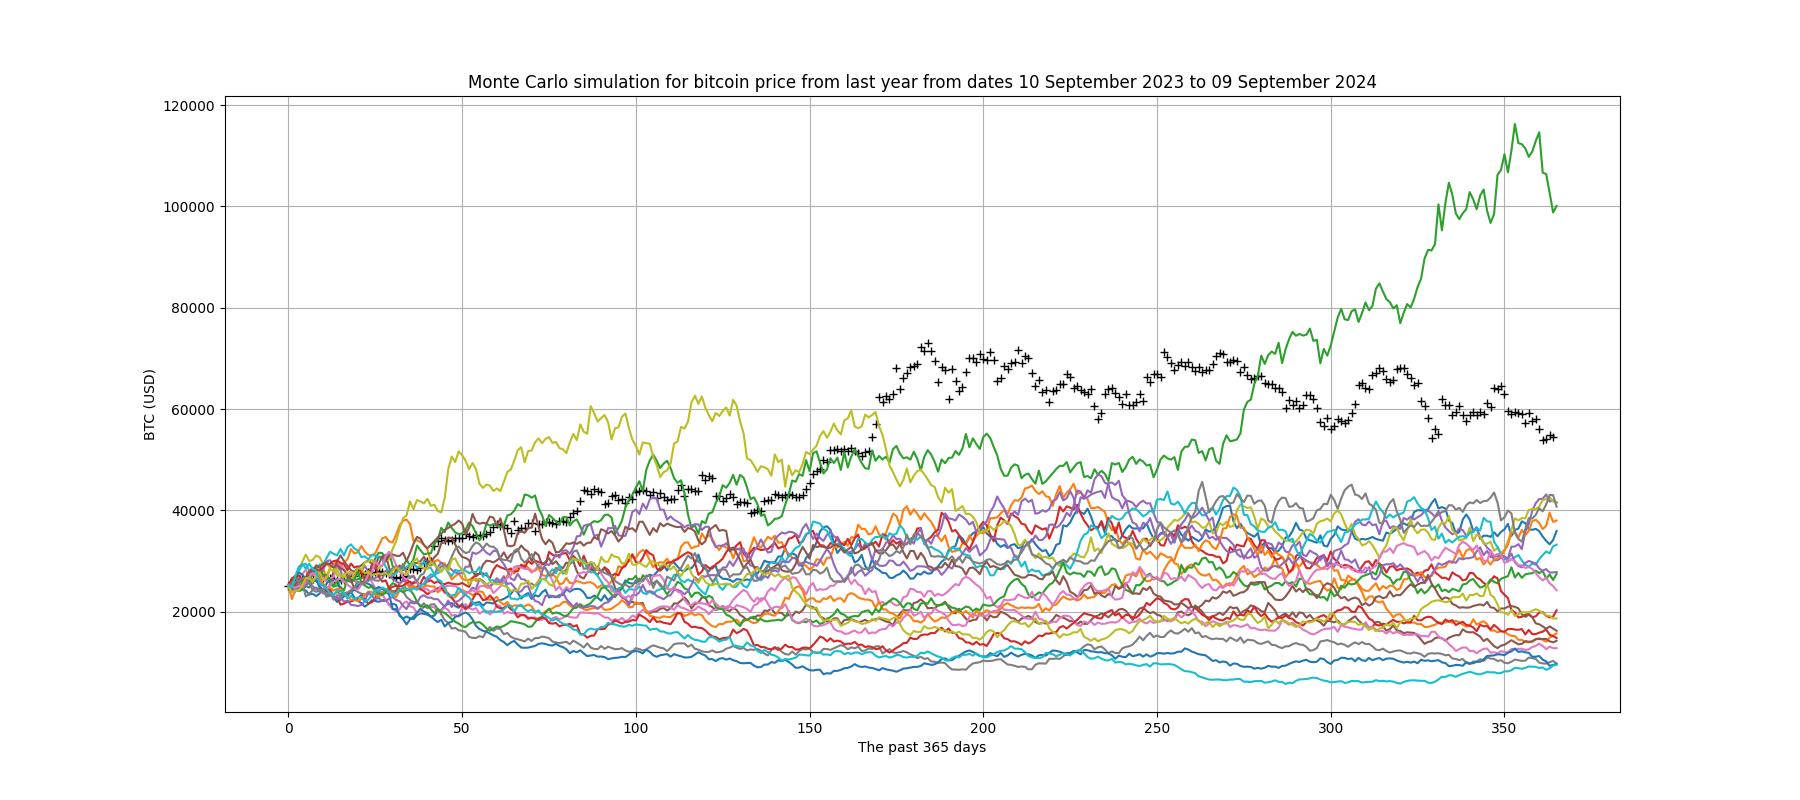 Monte Carlo simulation for bitcoin price from last year from dates 10 September 2023 to 09 September 2024
120000
100000
80000
60000
40000
20000
BTC (USD)
0 50 100 150 200 250 300 350
The past 365 days